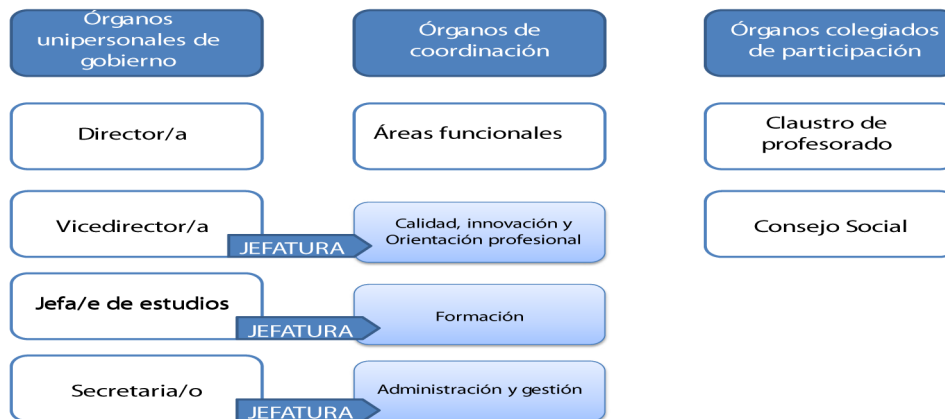 Órganos
unipersonales de
gobierno
Órganos de
coordinación
Órganos colegiados
de participación
Director/a
Áreas funcionales
Claustro de
profesorado
Vicedirector/a
JEFATURA
Calidad, innovación y
Orientación profesional
Consejo Social
Jefa/e de estudios
JEFATURA
Formación
Secretaria/o
JEFATURA
Administración y gestión